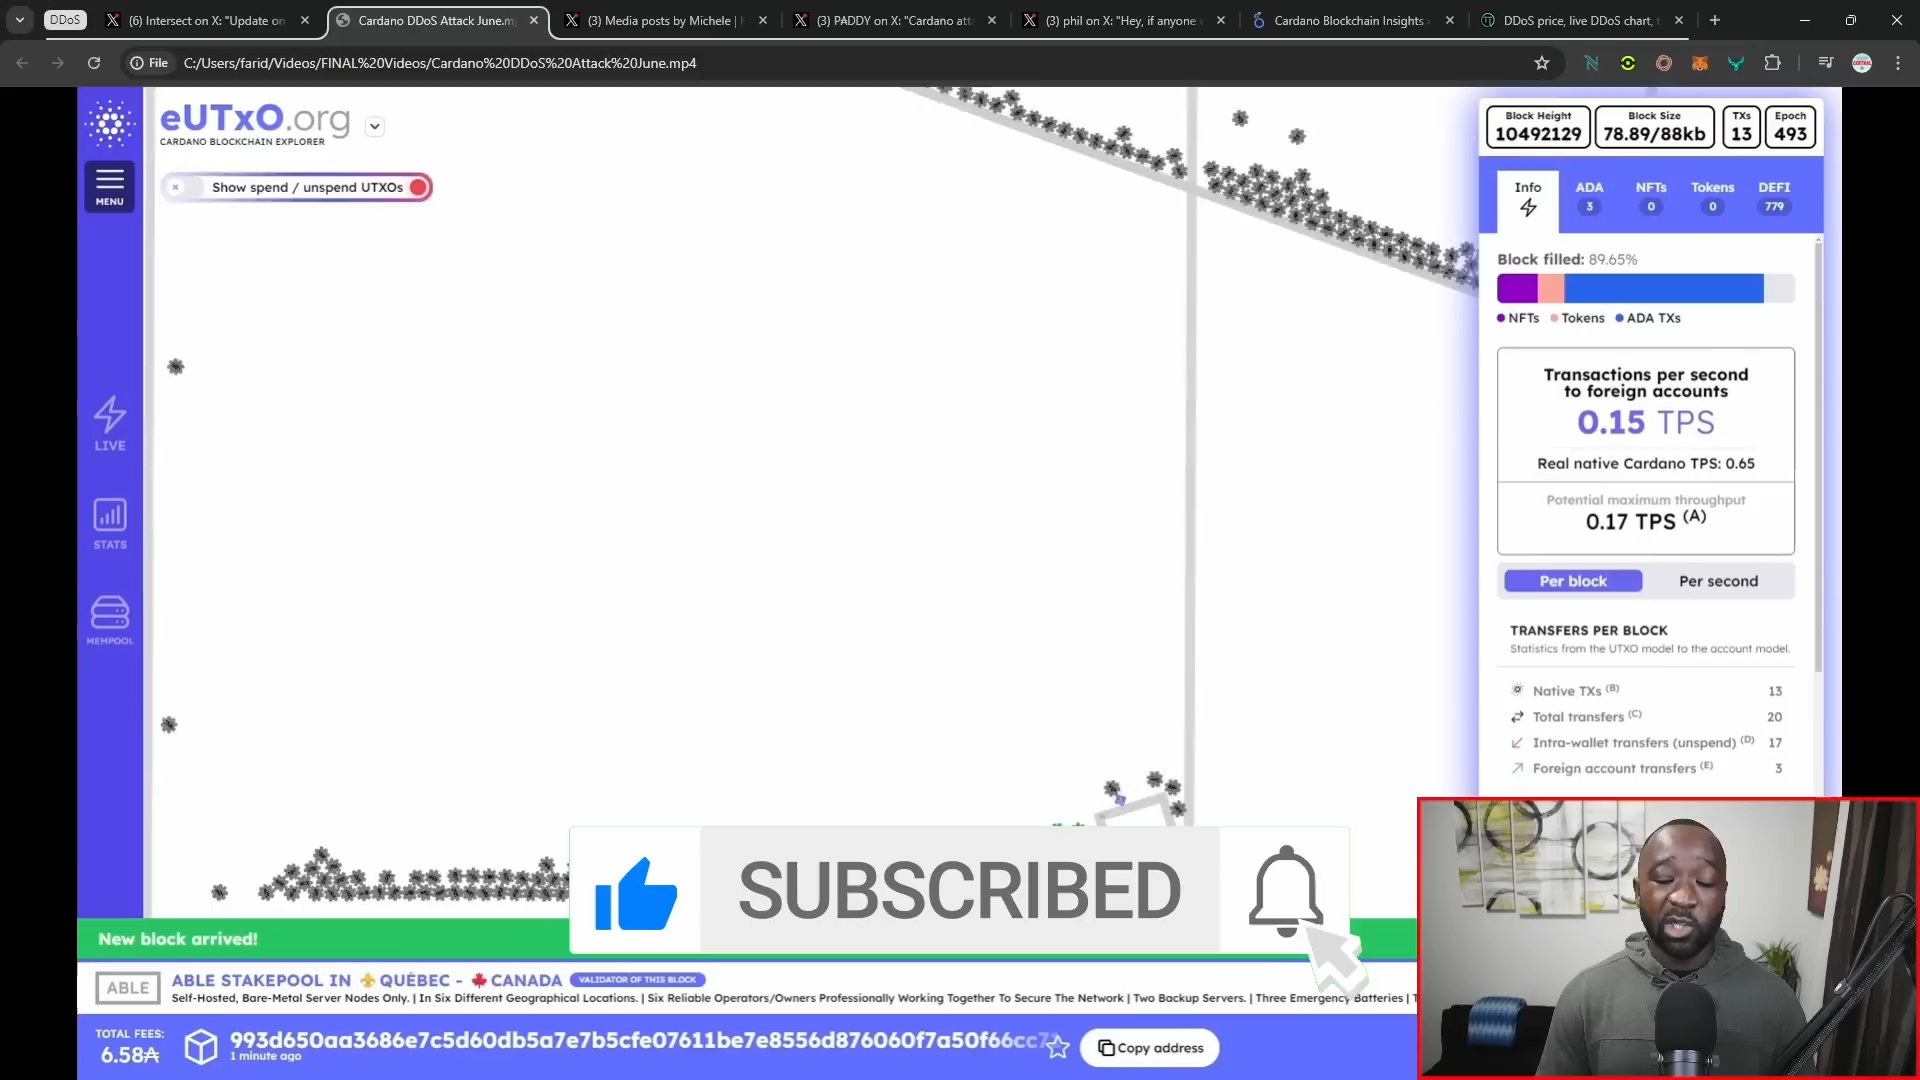 DDoS
(6) Intersect on X: "Update on
Cardano DDoS Attack June.m
(3) Media posts by Michele |
(3) PADDY on X: "Cardano att
(3) phil on X: "Hey, if anyone
Cardano Blockchain Insights
DDoS price, live DDoS chart,
File
C:/Users/farid/Videos/FINAL%20Videos/Cardano%20DDoS%20Attack%20June.mp4
eUTxO.org
CARDANO BLOCKCHAIN EXPLORER
MENU
Show spend / unspend UTXOs
LIVE
STATS
MEMPOOL
Block Height
10492129
Block Size
78.89/88kb
TXs
13
Epoch
493
Info
ADA
3
NFTs
0
Tokens
0
DEFI
779
Block filled: 89.65%
NFTs Tokens ADA TXs
Transactions per second
to foreign accounts
0.15 TPS
Real native Cardano TPS: 0.65
Potential maximum throughput
0.17 TPS (A)
Per block
Per second
TRANSFERS PER BLOCK
Statistics from the UTXO model to the account model.
Native TXs (B) 13
Total transfers (C) 20
Intra-wallet transfers (unspend) (D) 17
Foreign account transfers (E) 3
SUBSCRIBED
New block arrived!
ABLE
ABLE STAKEPOOL IN QUÉBEC - CANADA
VALIDATOR OF THIS BLOCK
Self-Hosted, Bare-Metal Server Nodes Only. | In Six Different Geographical Locations. | Six Reliable Operators/Owners Professionally Working Together To Secure The Network | Two Backup Servers. | Three Emergency Batteries | T
TOTAL FEES:
6.58₳
993d650aa3686e7c5d60db5a7e7b5cfe07611be7e8556d876060f7a50f66cc7
1 minute ago
Copy address